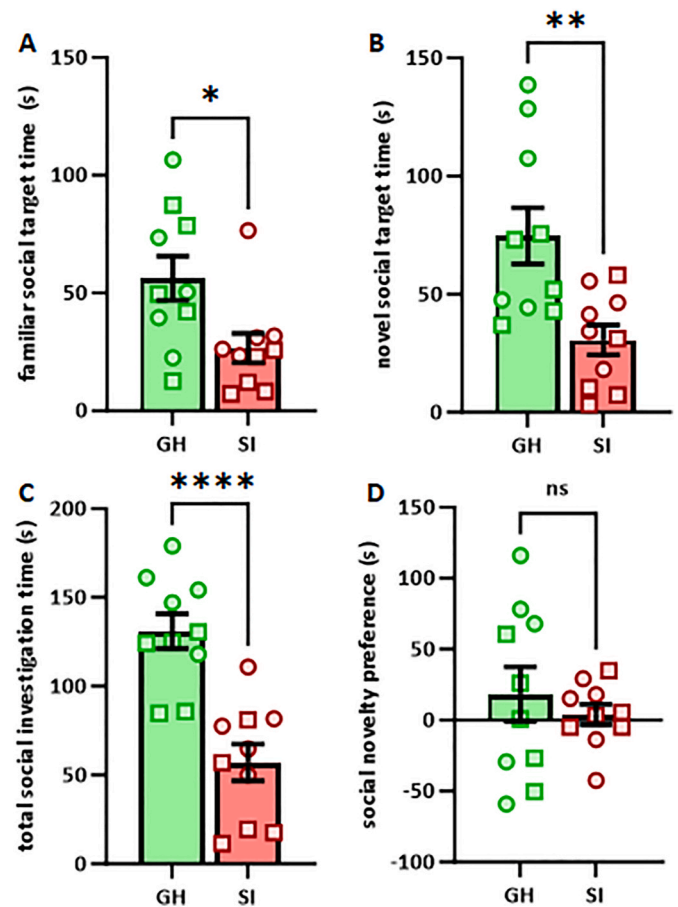 A
familiar social target time (s)
150
100
50
0
*
GH SI
B
novel social target time (s)
150
100
50
0
**
GH SI
C
total social investigation time (s)
200
150
100
50
0
****
GH SI
D
social novelty preference (s)
150
100
50
0
-50
-100
ns
GH SI